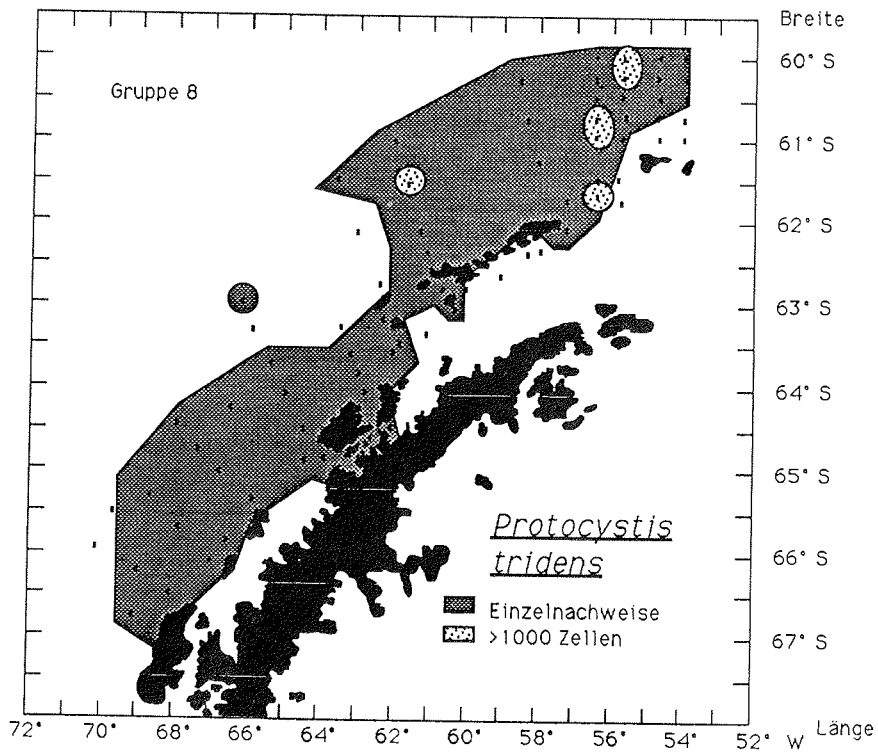 Breite
60° S
Gruppe 8
61° S
62° S
63° S
64° S
65° S
Protocystis
tridens
66° S
Einzelnachweise
>1000 Zellen
67° S
72° 70° 68° 66° 64° 62° 60° 58° 56° 54° 52° W Länge